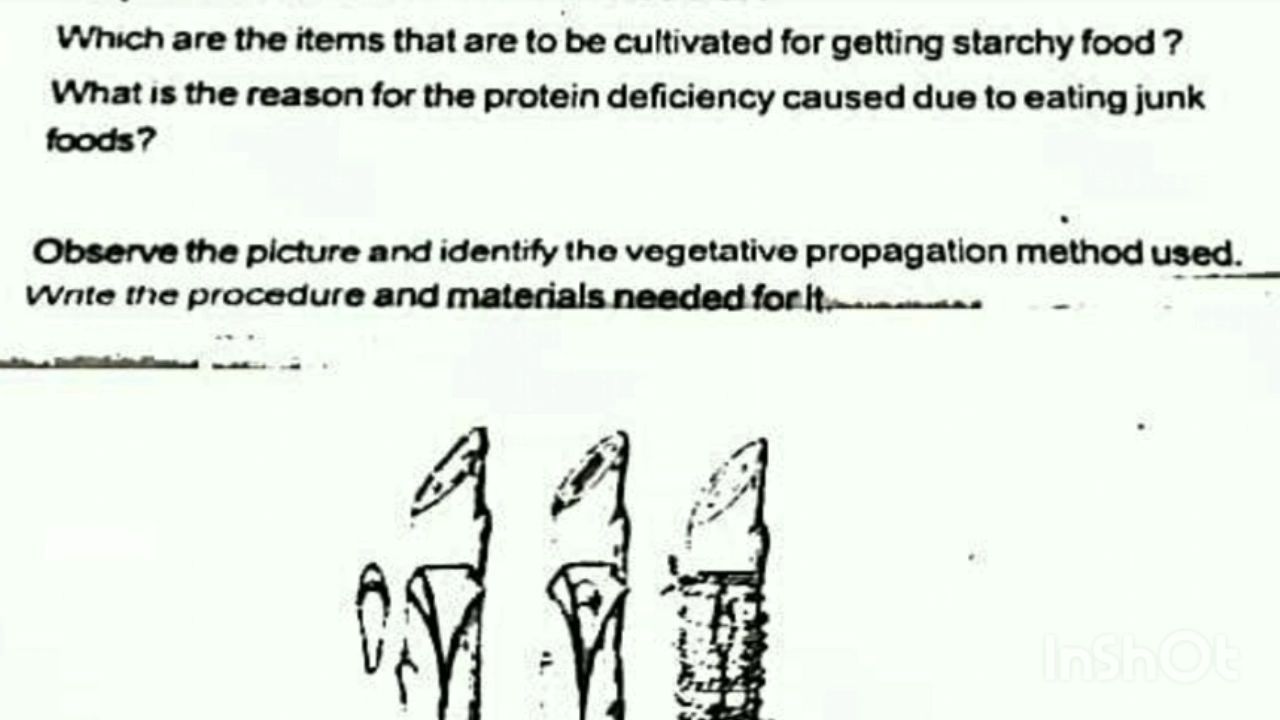 Which are the items that are to be cultivated for getting starchy food ?
What is the reason for the protein deficiency caused due to eating junk
foods?
Observe the picture and identify the vegetative propagation method used.
Write the procedure and materials needed for it.
InShOt